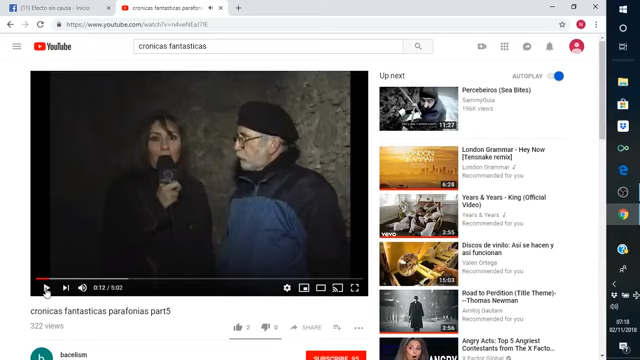 (11) Efecto sin causa - Inicio
cronicas fantasticas parafoni
https://www.youtube.com/watch?v=n4veNEAJ7lE
YouTube
cronicas fantasticas
Up next
AUTOPLAY
Percebeiros (Sea Bites)
SammyGuia
196K views
11:27
London Grammar - Hey Now
[Tensnake remix]
London Grammar
Recommended for you
6:28
Years & Years - King (Official
Video)
Years & Years
Recommended for you
vevo
3:55
Discos de vinilo: Así se hacen y
así funcionan
Valen Ortega
Recommended for you
15:03
Road to Perdition (Title Theme)-
-Thomas Newman
Amitoj Gautam
Recommended for you
3:56
Angry Acts: Top 5 Angriest
Contestants from The X Factor
X Factor Global
ANGRY
0:12 / 5:02
cronicas fantasticas parafonias part5
322 views
2
0
SHARE
b
bacelism
SUBSCRIBE 95
N
07:18
02/11/2018